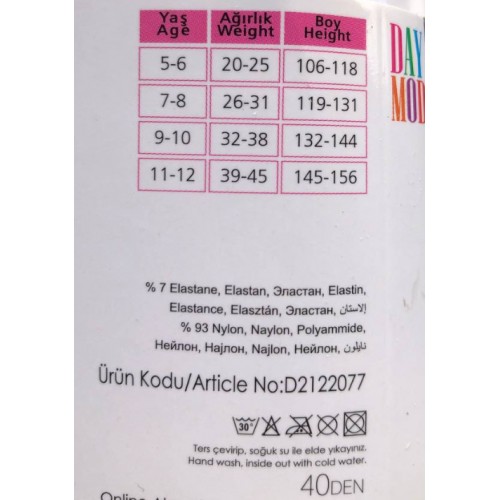 Yaş Age Ağırlık Weight Boy Height
5-6 20-25 106-118
7-8 26-31 119-131
9-10 32-38 132-144
11-12 39-45 145-156
DAY
MOD
% 7 Elastane, Elastan, Эластан, Elastin,
Elastance, Elasztán, Эластан, إلاستان
% 93 Nylon, Naylon, Polyammide,
Нейлон, Најлон, Najlon, Нейлон, نايلون
Ürün Kodu/Article No:D2122077
30°
Ters çevirip, soğuk su ile elde yıkayınız.
Hand wash, inside out with cold water.
40DEN